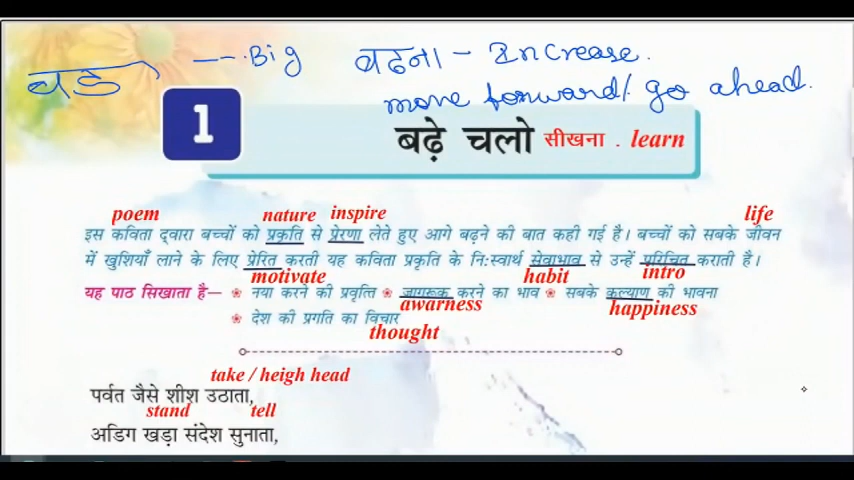 बड़ा --- Big बढ़ना - Increase.
move forward/ go ahead.
1
बढ़े चलो सीखना . learn
poem nature inspire life
इस कविता द्वारा बच्चों को प्रकृति से प्रेरणा लेते हुए आगे बढ़ने की बात कही गई है। बच्चों को सबके जीवन
में खुशियाँ लाने के लिए प्रेरित करती यह कविता प्रकृति के नि:स्वार्थ सेवाभाव से उन्हें परिचित कराती है।
motivate habit intro
यह पाठ सिखाता है— नया करने की प्रवृत्ति जागरूक करने का भाव सबके कल्याण की भावना
awarness happiness
देश की प्रगति का विचार
thought
take / heigh head
पर्वत जैसे शीश उठाता,
stand tell
अडिग खड़ा संदेश सुनाता,